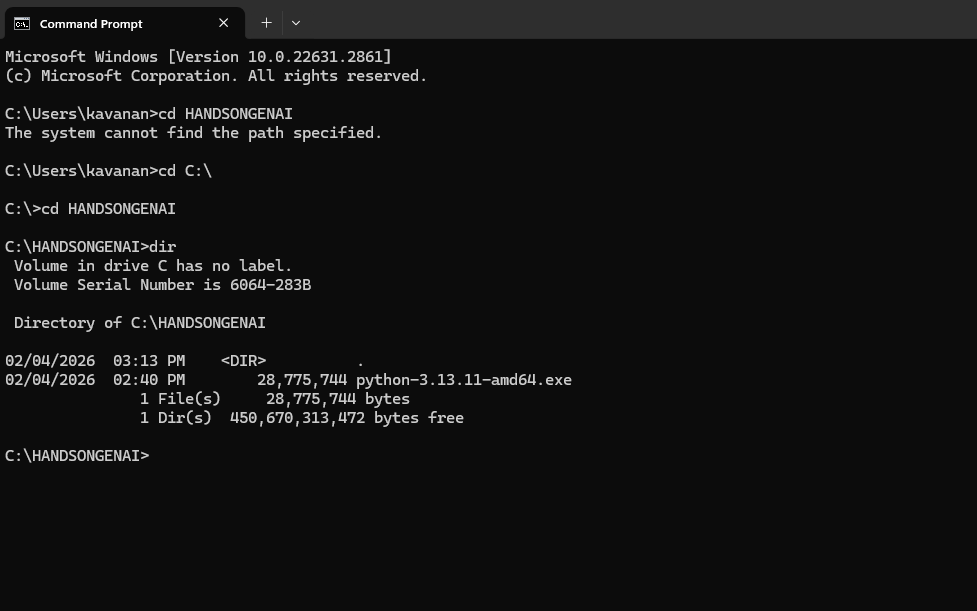 Command Prompt
Microsoft Windows [Version 10.0.22631.2861]
(c) Microsoft Corporation. All rights reserved.
C:\Users\kavanan>cd HANDSONGENAI
The system cannot find the path specified.
C:\Users\kavanan>cd C:\
C:\>cd HANDSONGENAI
C:\HANDSONGENAI>dir
 Volume in drive C has no label.
 Volume Serial Number is 6064-283B
 Directory of C:\HANDSONGENAI
02/04/2026  03:13 PM    <DIR>          .
02/04/2026  02:40 PM        28,775,744 python-3.13.11-amd64.exe
               1 File(s)     28,775,744 bytes
               1 Dir(s)  450,670,313,472 bytes free
C:\HANDSONGENAI>